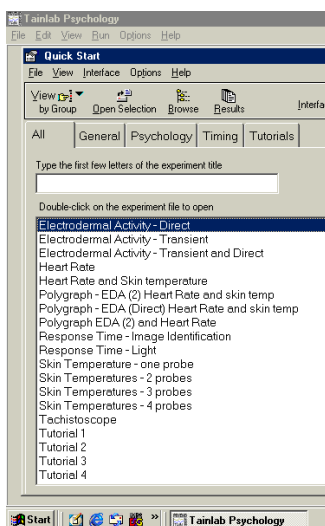 Tainlab Psychology
File Edit View Run Options Help
Quick Start
File View Interface Options Help
View by Group Open Selection Browse Results Interfa
All General Psychology Timing Tutorials
Type the first few letters of the experiment title
Double-click on the experiment file to open
Electrodermal Activity - Direct
Electrodermal Activity - Transient
Electrodermal Activity - Transient and Direct
Heart Rate
Heart Rate and Skin temperature
Polygraph - EDA (2) Heart Rate and skin temp
Polygraph - EDA (Direct) Heart Rate and skin temp
Polygraph EDA (2) and Heart Rate
Response Time - Image Identification
Response Time - Light
Skin Temperature - one probe
Skin Temperatures - 2 probes
Skin Temperatures - 3 probes
Skin Temperatures - 4 probes
Tachistoscope
Tutorial 1
Tutorial 2
Tutorial 3
Tutorial 4
Start » Tainlab Psychology